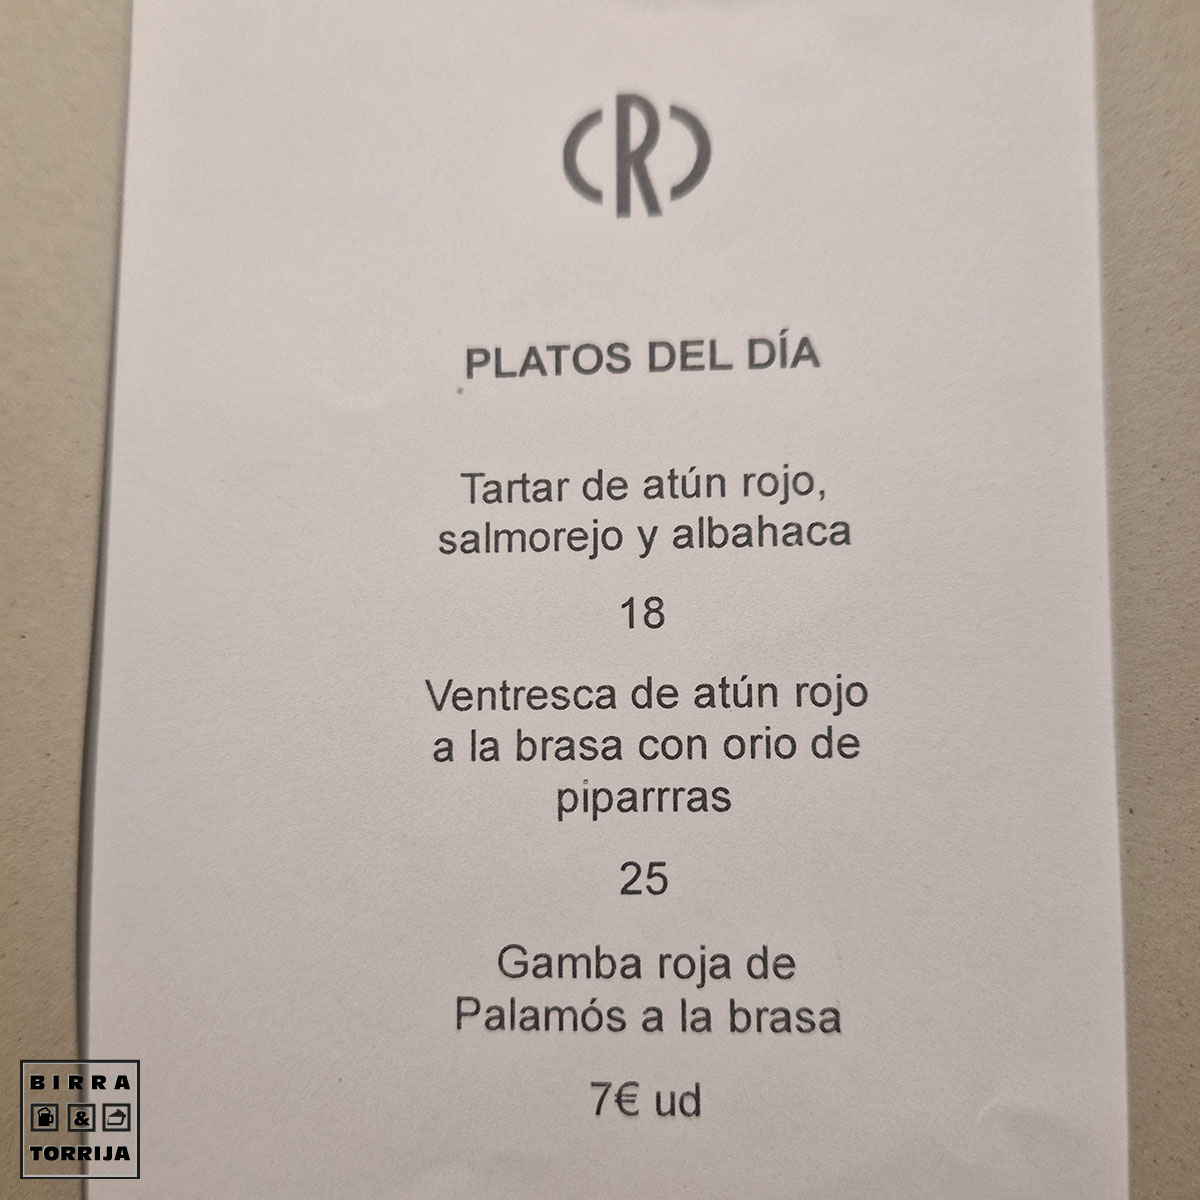 (R)
PLATOS DEL DÍA
Tartar de atún rojo,
salmorejo y albahaca
18
Ventresca de atún rojo
a la brasa con orio de
piparrras
25
Gamba roja de
Palamós a la brasa
7€ ud
BIRRA
&
TORRIJA